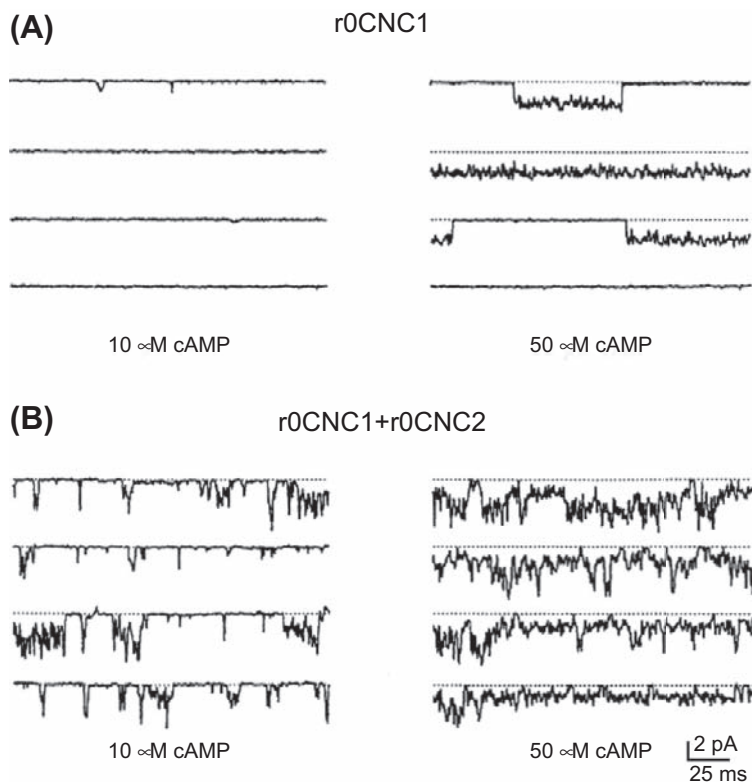 (A)
r0CNC1
10 ∝M cAMP
50 ∝M cAMP
(B)
r0CNC1+r0CNC2
10 ∝M cAMP
50 ∝M cAMP
2 pA
25 ms